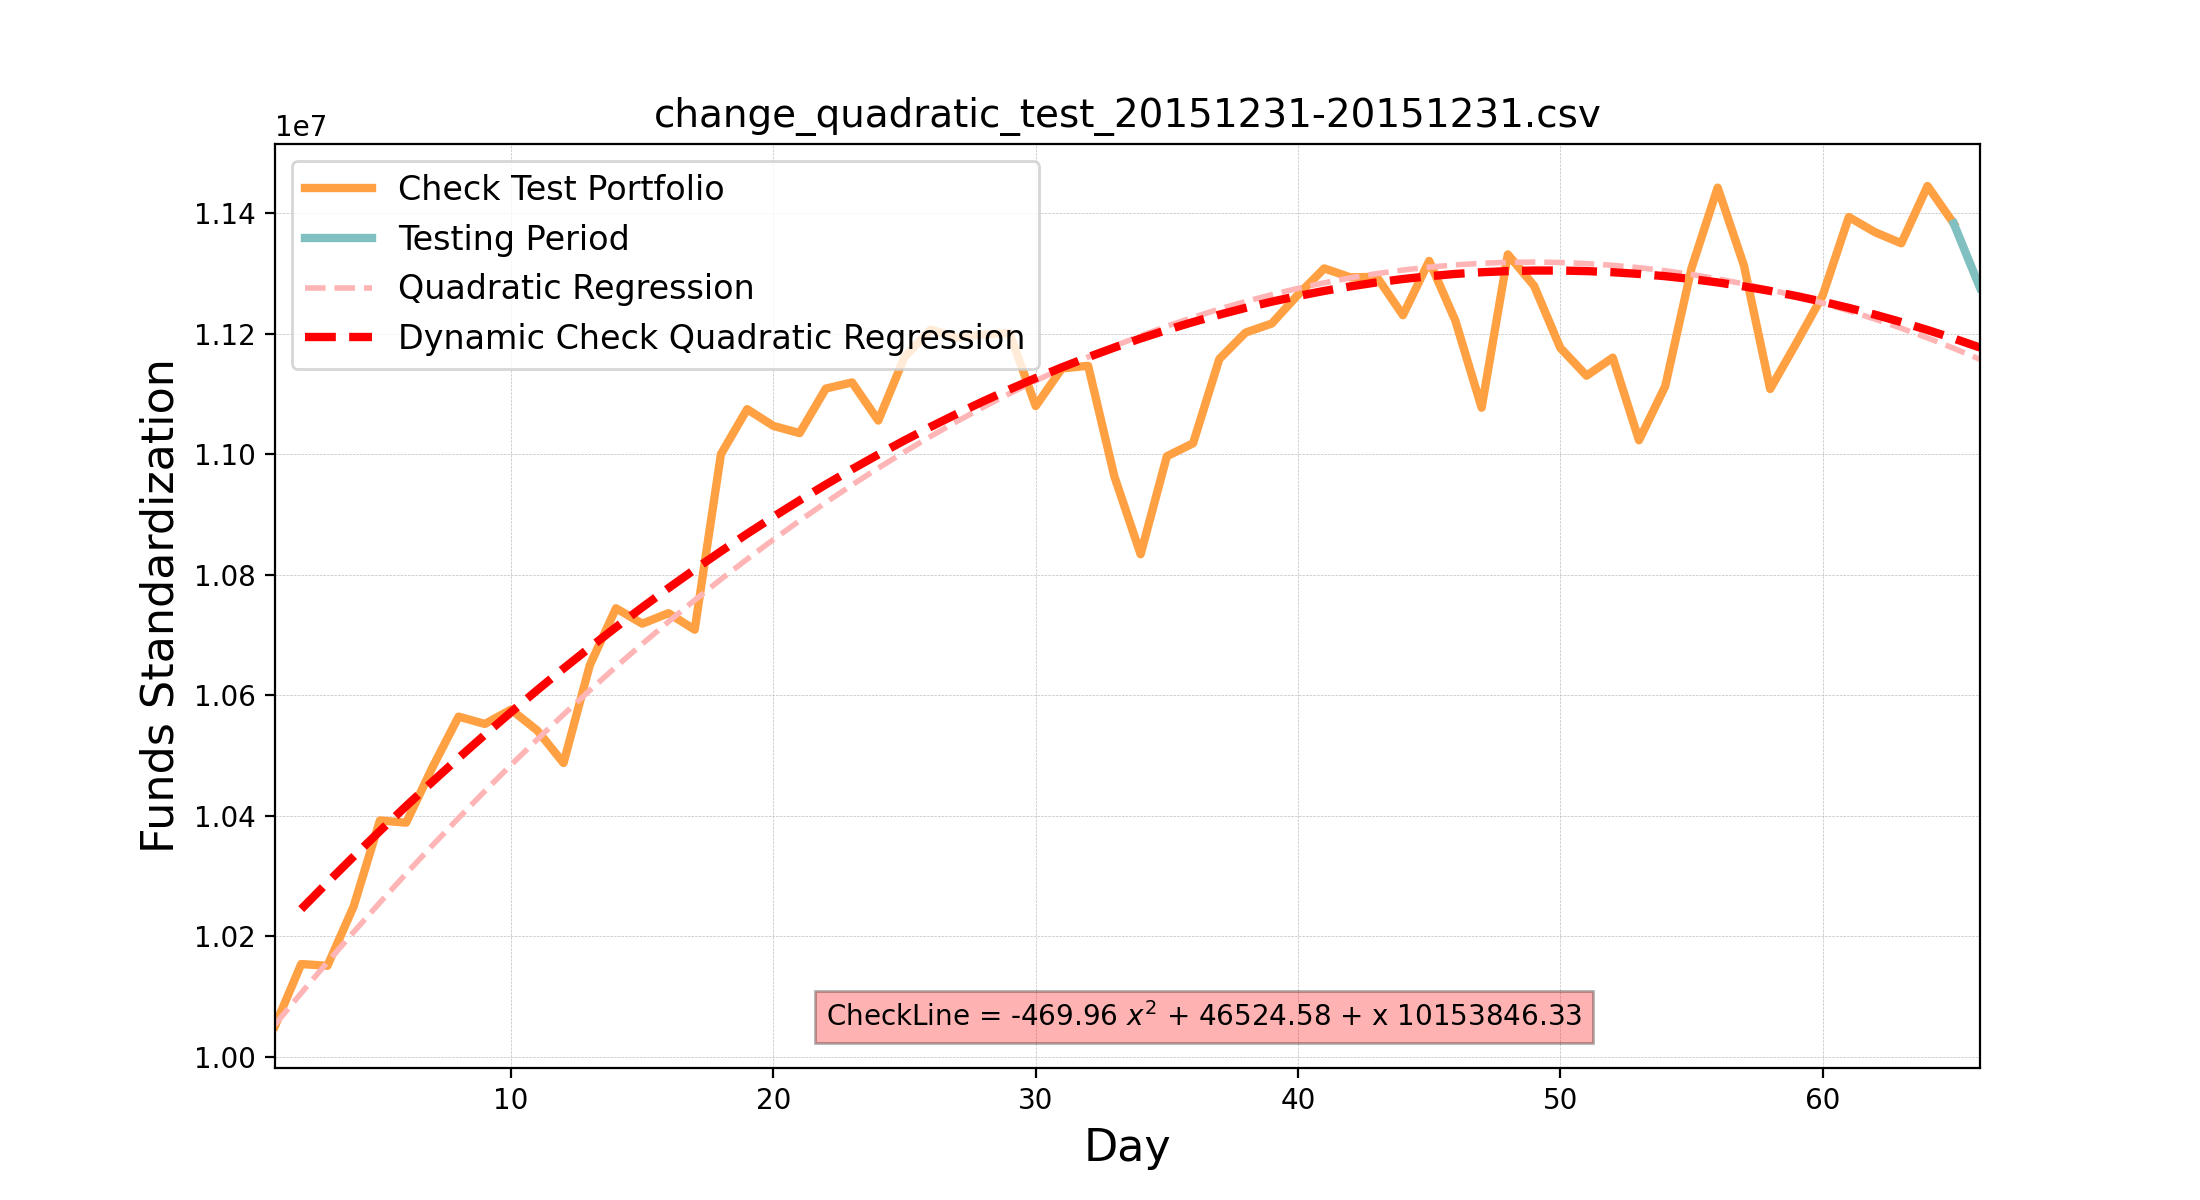 change_quadratic_test_20151231-20151231.csv
1e7
Check Test Portfolio
Testing Period
Quadratic Regression
Dynamic Check Quadratic Regression
1.14
1.12
1.10
1.08
1.06
1.04
1.02
1.00
Funds Standardization
CheckLine = -469.96 x² + 46524.58 + x 10153846.33
10 20 30 40 50 60
Day